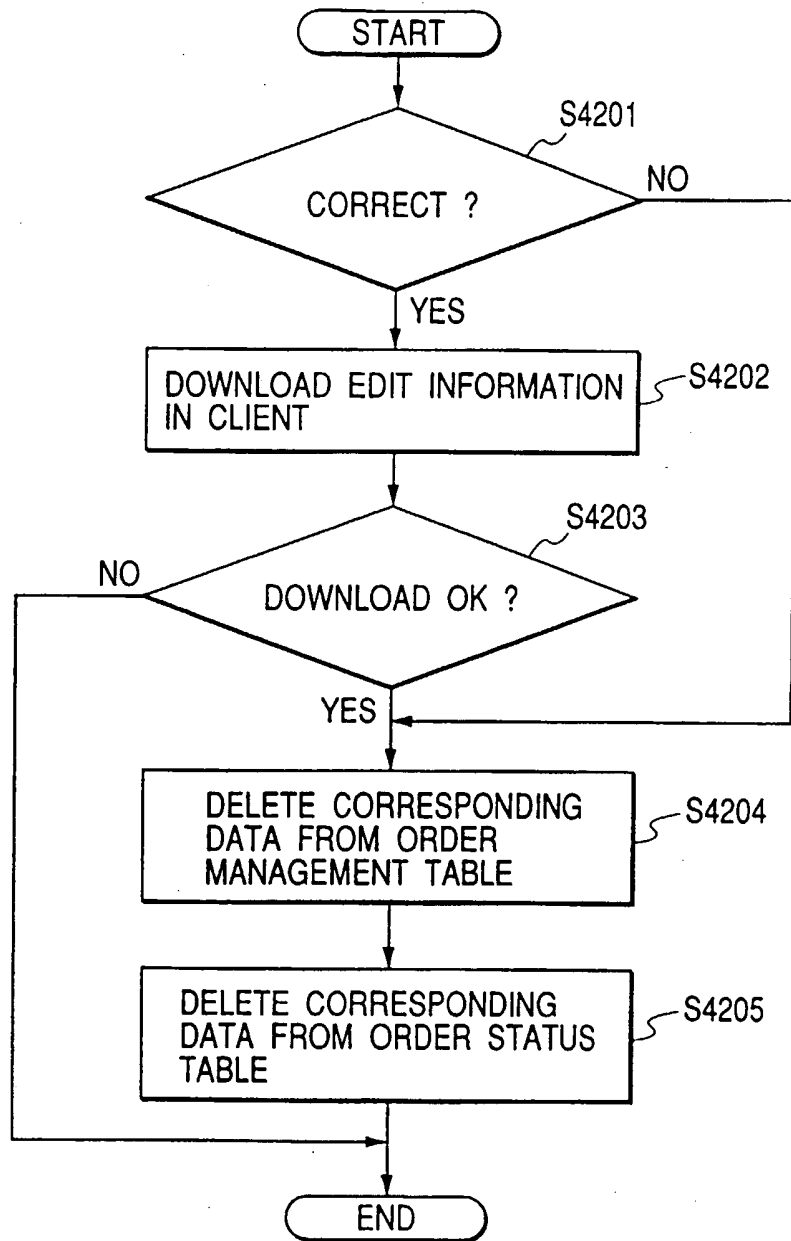 START
S4201
CORRECT ?
NO
YES
DOWNLOAD EDIT INFORMATION
IN CLIENT
S4202
S4203
NO
DOWNLOAD OK ?
YES
DELETE CORRESPONDING
DATA FROM ORDER
MANAGEMENT TABLE
S4204
DELETE CORRESPONDING
DATA FROM ORDER STATUS
TABLE
S4205
END